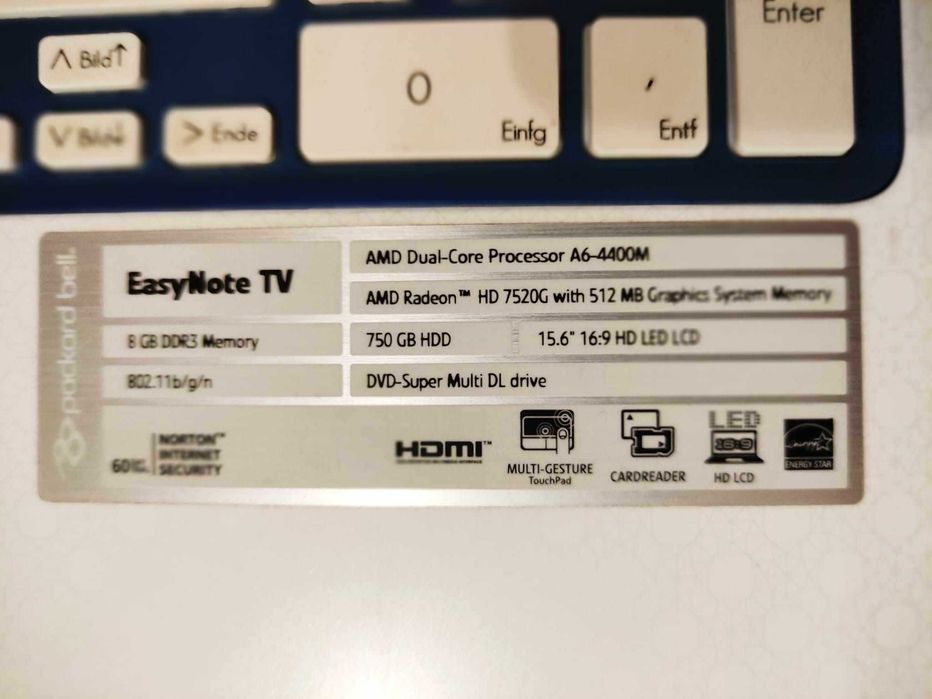 Enter
^ Bild↑
0
,
v Bild↓
> Ende
Einfg
Entf
packard bell.
EasyNote TV
AMD Dual-Core Processor A6-4400M
AMD Radeon™ HD 7520G with 512 MB Graphics System Memory
8 GB DDR3 Memory
750 GB HDD
15.6" 16:9 HD LED LCD
802.11b/g/n
DVD-Super Multi DL drive
60
NORTON™
INTERNET
SECURITY
HDMI™
MULTI-GESTURE
TouchPad
CARDREADER
LED
16:9
HD LCD
energy
ENERGY STAR